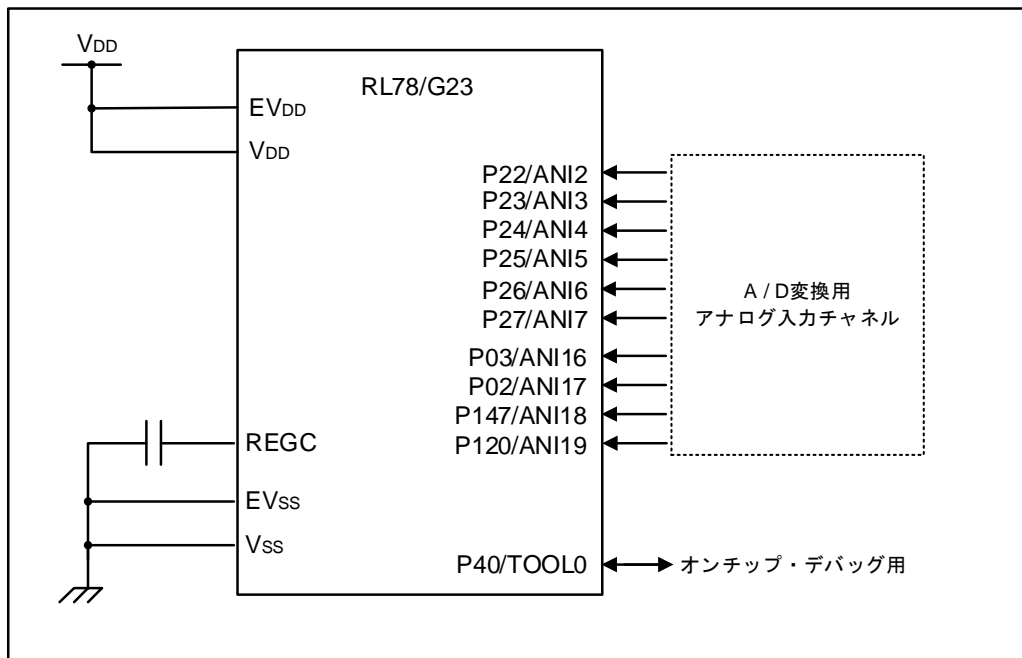 VDD
RL78/G23
EVDD
VDD
P22/ANI2
P23/ANI3
P24/ANI4
P25/ANI5
P26/ANI6
P27/ANI7
A / D変換用
アナログ入力チャネル
P03/ANI16
P02/ANI17
P147/ANI18
P120/ANI19
REGC
EVSS
VSS
P40/TOOL0
オンチップ・デバッグ用